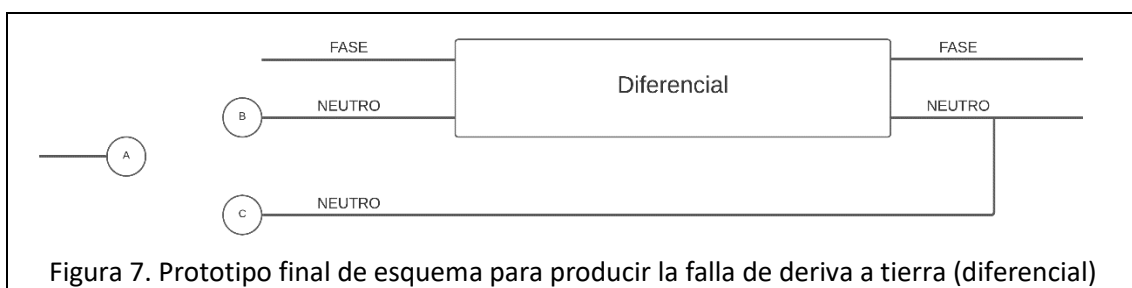 FASE
FASE
Diferencial
B
NEUTRO
NEUTRO
A
C
NEUTRO
Figura 7. Prototipo final de esquema para producir la falla de deriva a tierra (diferencial)